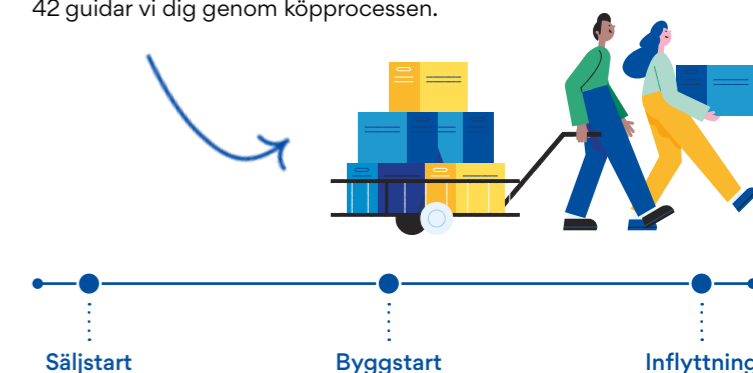 42 guidar vi dig genom köpprocessen.
Säljstart
Byggstart
Inflyttning